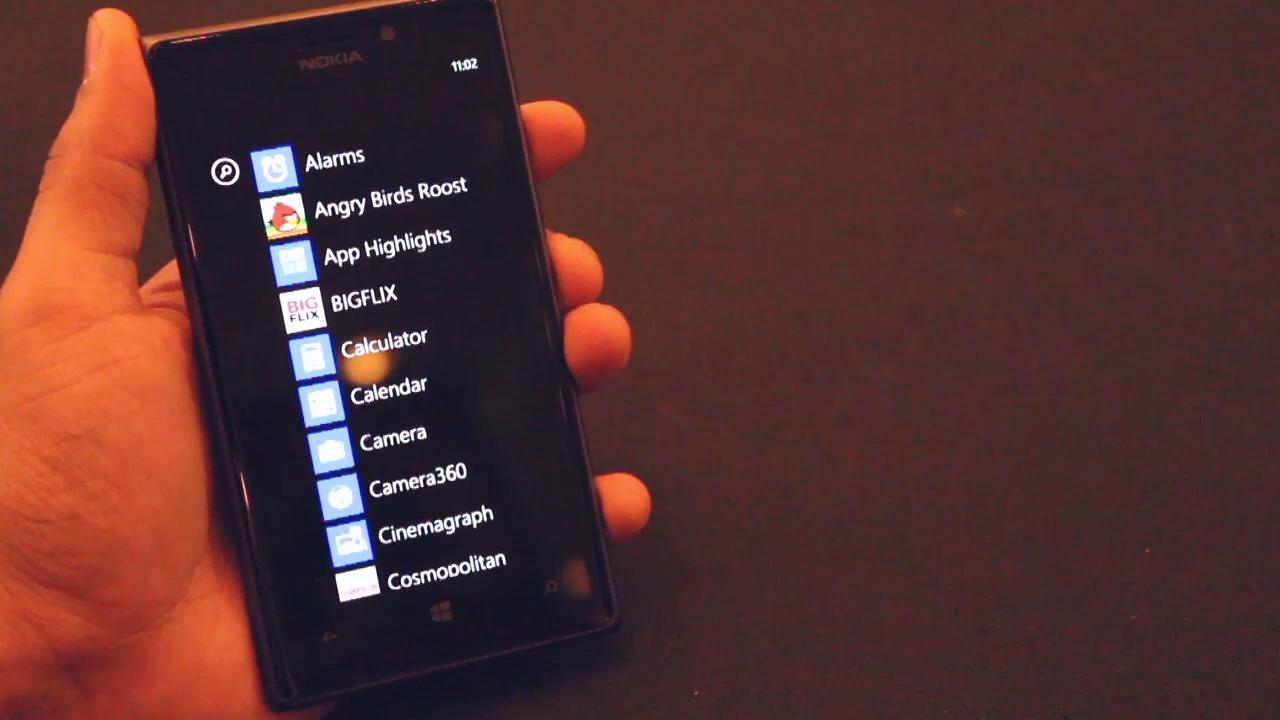 NOKIA
11:02
Alarms
Angry Birds Roost
App Highlights
BIG
FLIX
BIGFLIX
Calculator
Calendar
Camera
Camera360
Cinemagraph
Cosmopolitan